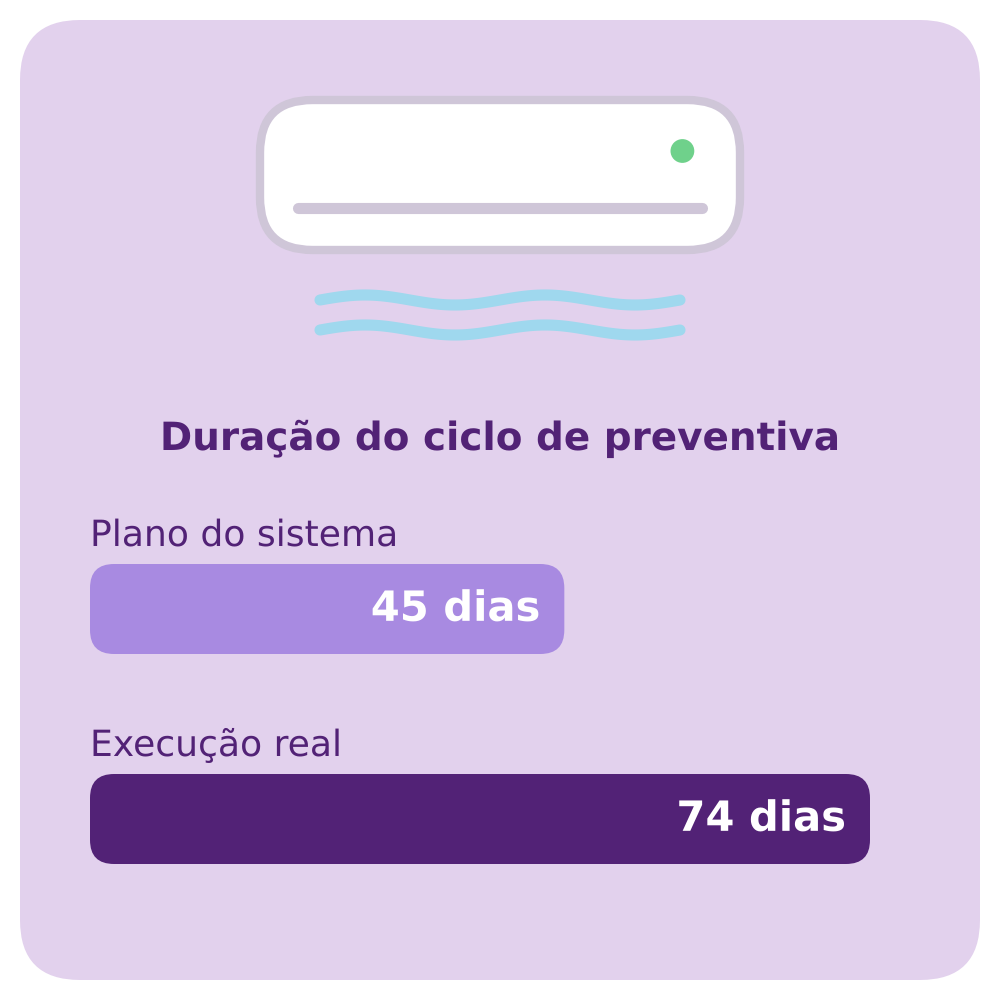 Duração do ciclo de preventiva
Plano do sistema
45 dias
Execução real
74 dias